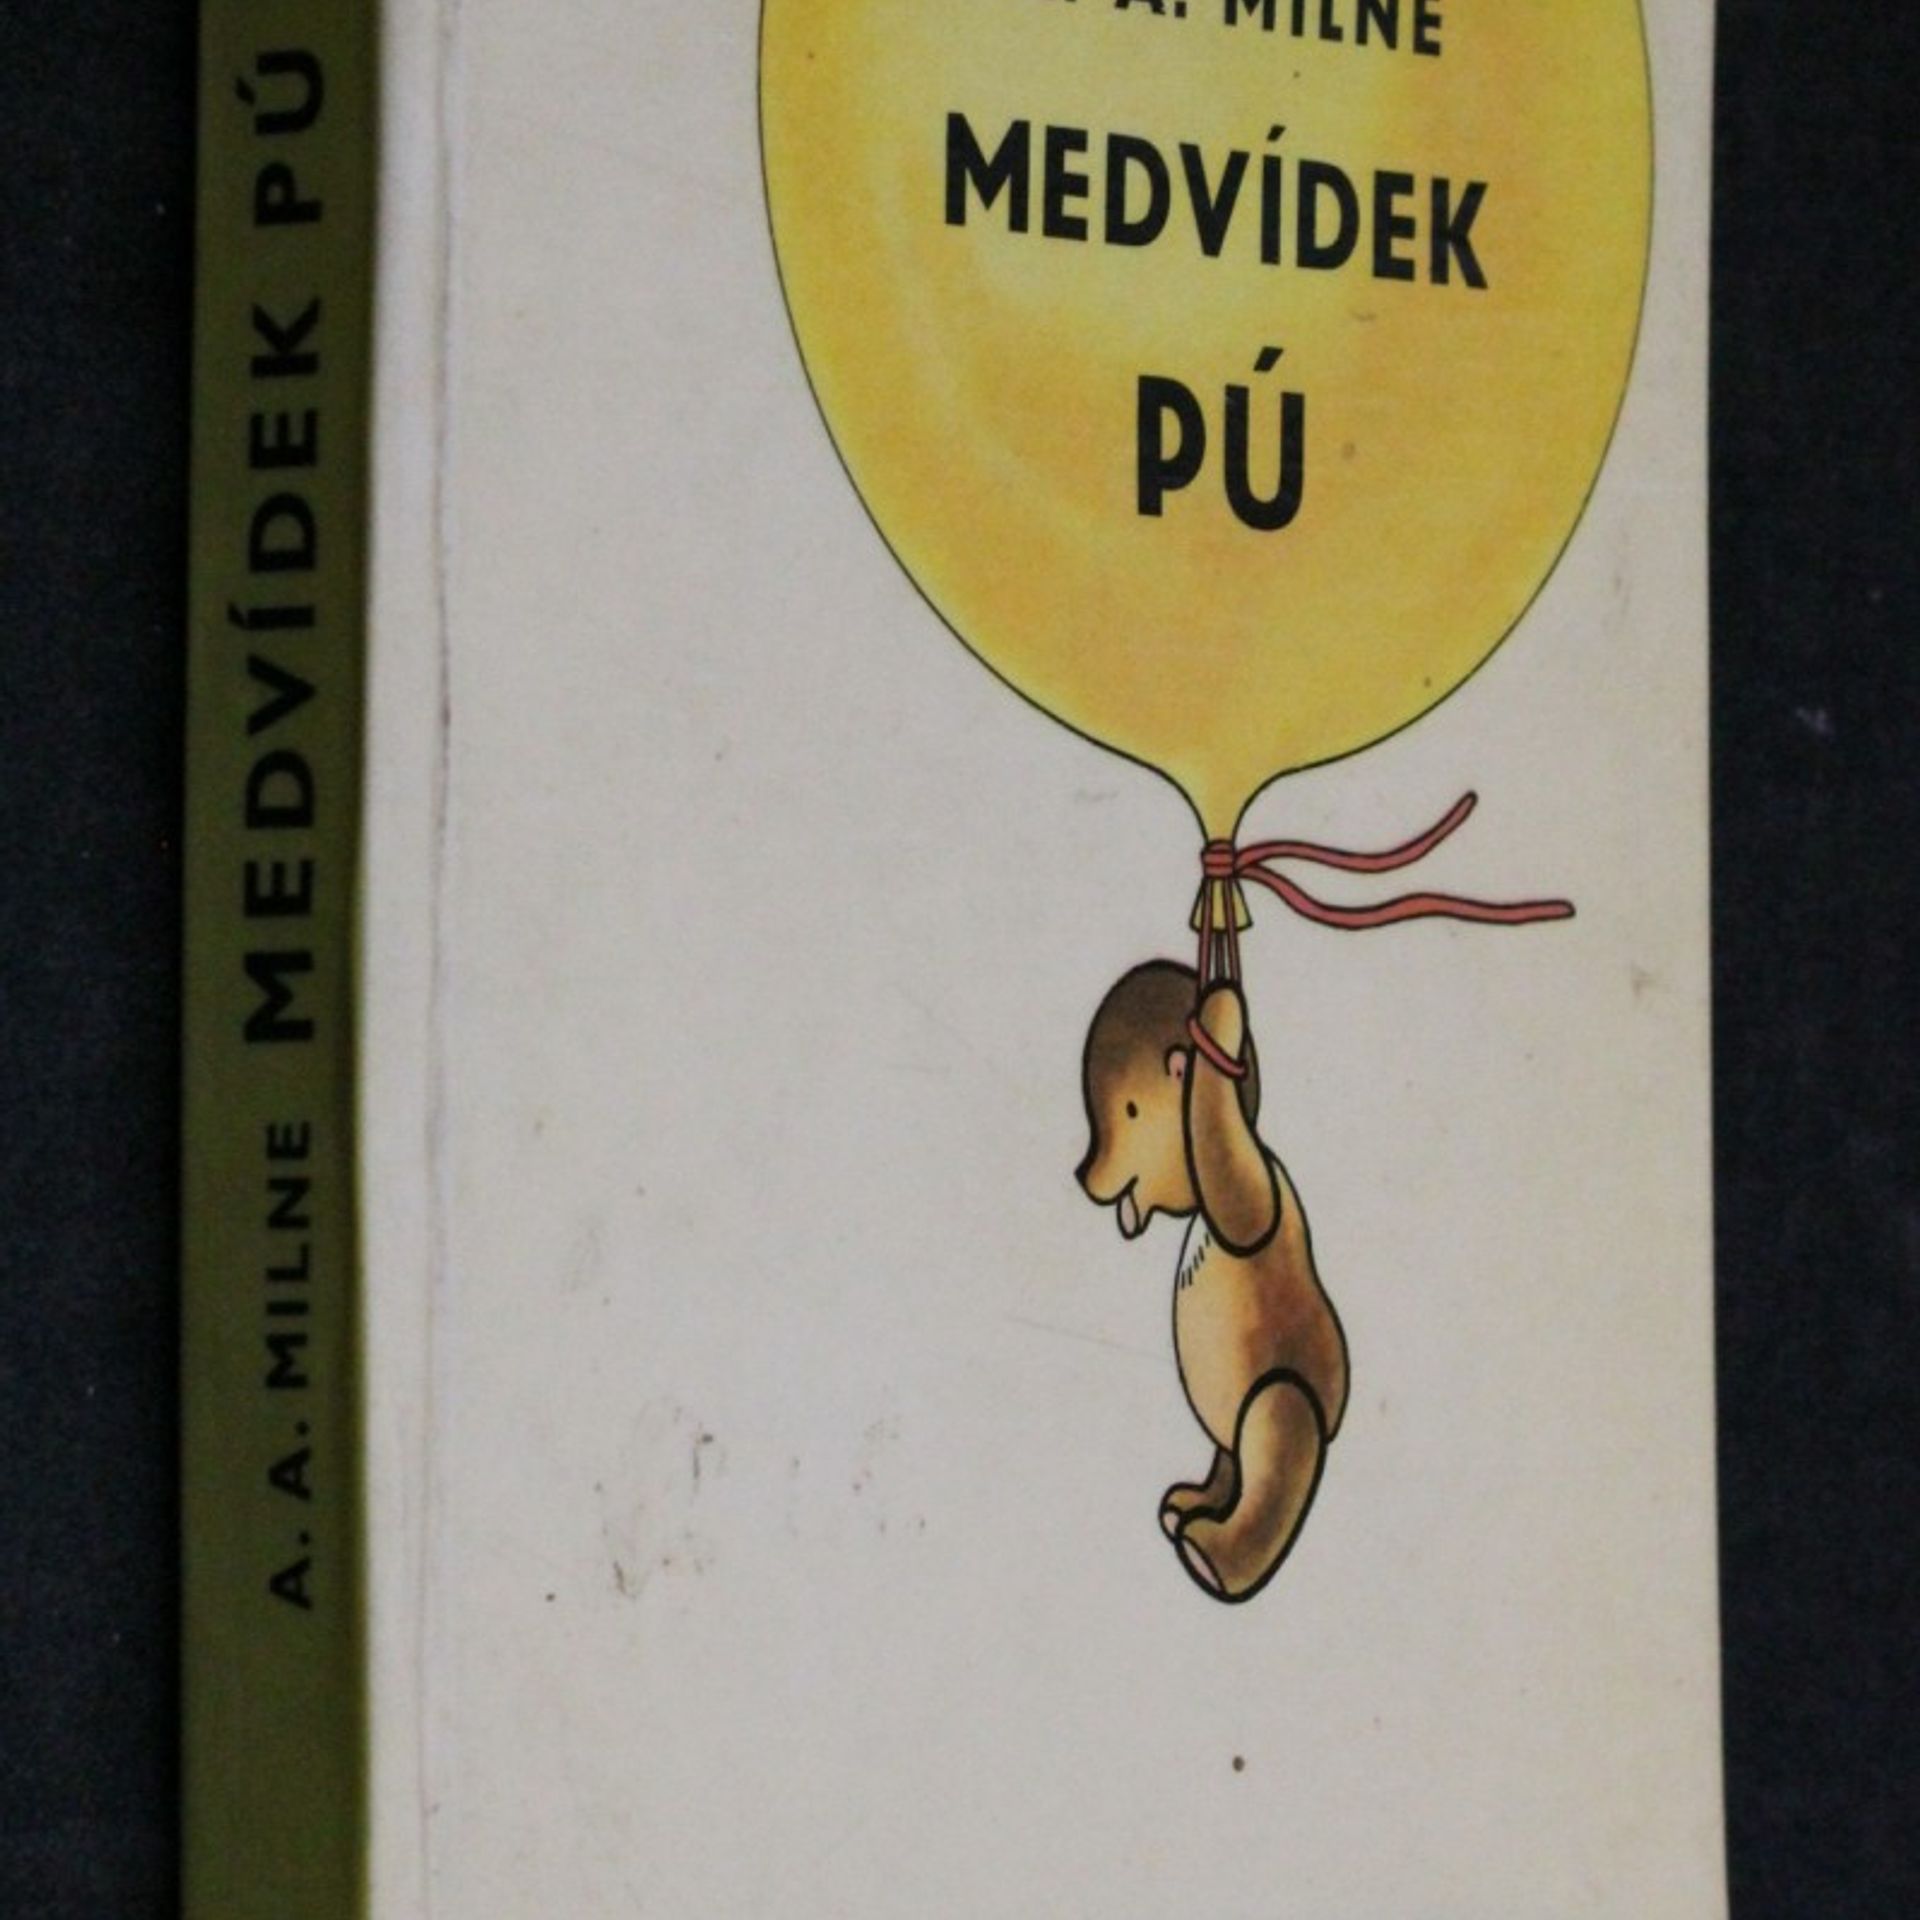 A. A. MILNE MEDVÍDEK PÚ
A. MILNE
MEDVÍDEK
PÚ